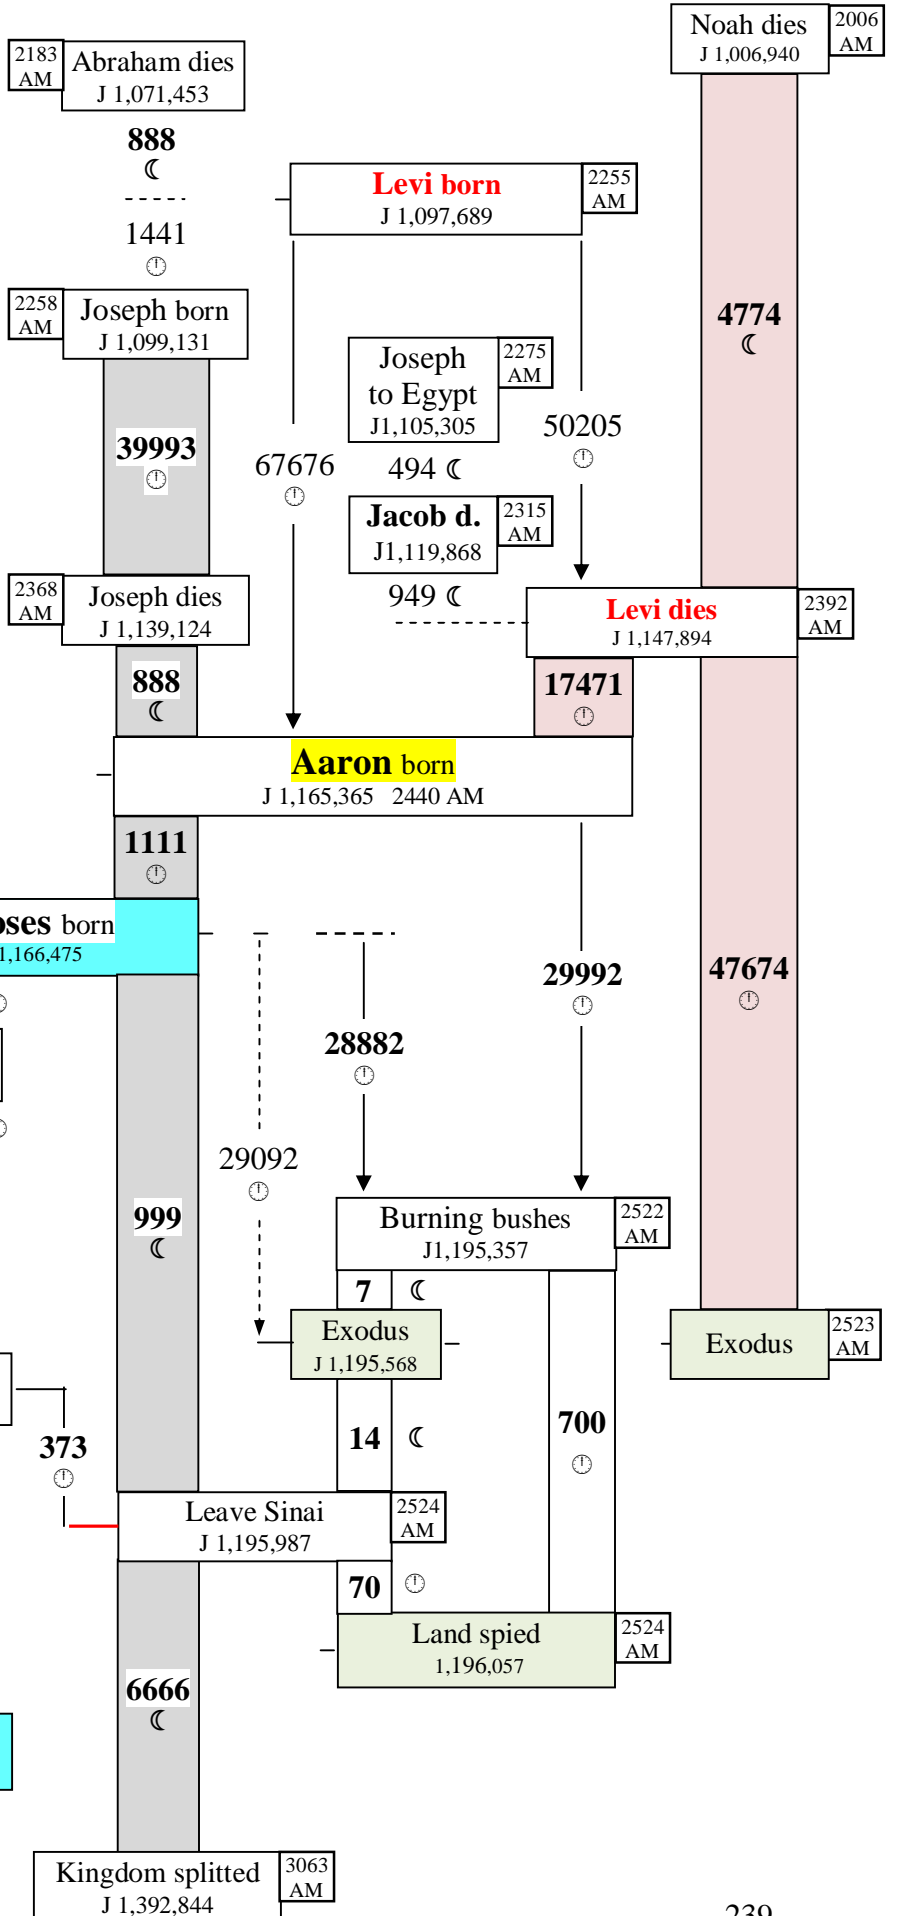 Noah dies
J 1,006,940
2006
AM
2183
AM
Abraham dies
J 1,071,453
888
☾
1441
Levi born
J 1,097,689
2255
AM
2258
AM
Joseph born
J 1,099,131
4774
☾
Joseph
to Egypt
J1,105,305
2275
AM
39993
67676
50205
494 ☾
Jacob d.
J1,119,868
2315
AM
949 ☾
2368
AM
Joseph dies
J 1,139,124
Levi dies
J 1,147,894
2392
AM
888
☾
17471
Aaron born
J 1,165,365 2440 AM
1111
oses born
1,166,475
29992
47674
28882
29092
999
☾
Burning bushes
J1,195,357
2522
AM
7 ☾
Exodus
J 1,195,568
Exodus
2523
AM
700
14 ☾
373
Leave Sinai
J 1,195,987
2524
AM
70
Land spied
1,196,057
2524
AM
6666
☾
Kingdom splitted
J 1,392,844
3063
AM
239